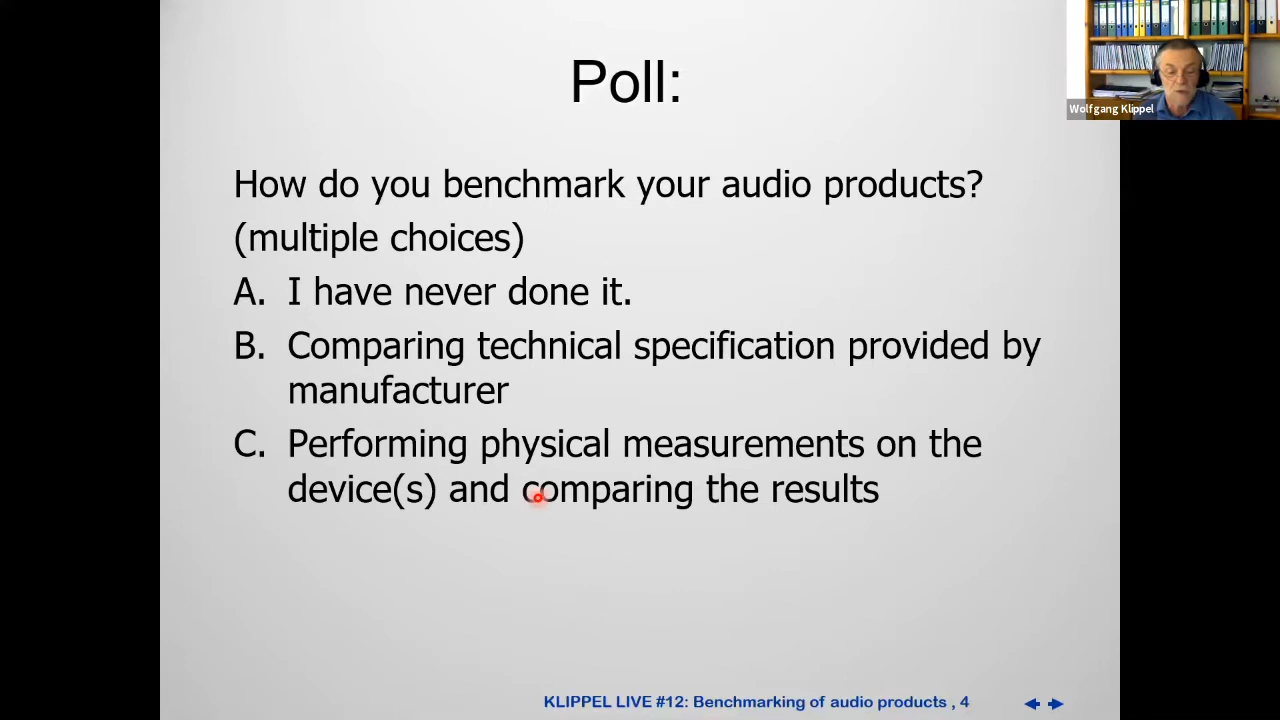 Poll:
Wolfgang Klippel
How do you benchmark your audio products?
(multiple choices)
A. I have never done it.
B. Comparing technical specification provided by
manufacturer
C. Performing physical measurements on the
device(s) and comparing the results
KLIPPEL LIVE #12: Benchmarking of audio products , 4